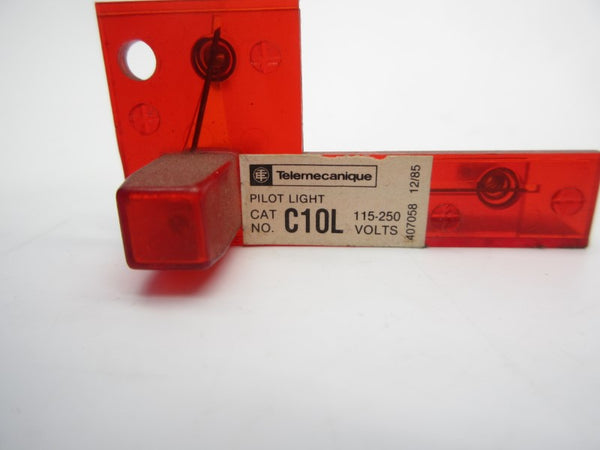 Telemecanique
PILOT LIGHT
CAT NO. C10L 115-250 VOLTS
407058 12/85